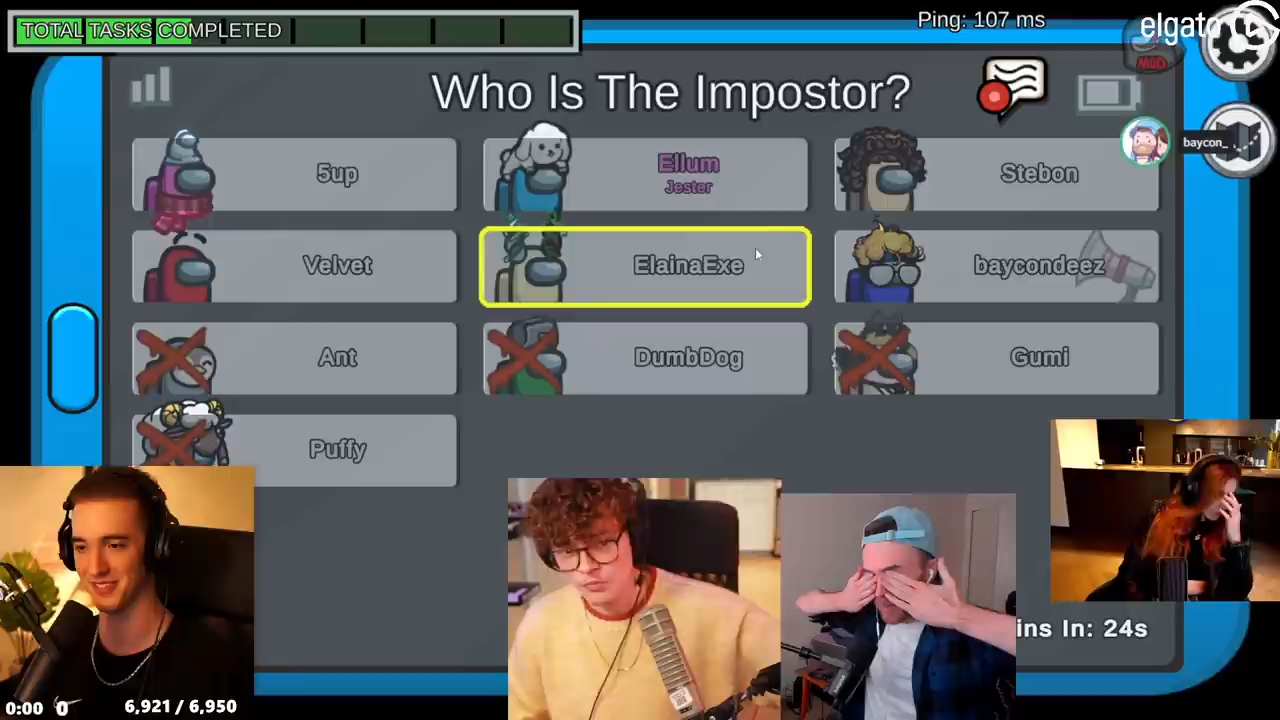 TOTAL TASKS COMPLETED
Ping: 107 ms
elgato
MOD
Who Is The Impostor?
baycon_
5up
Ellum
Jester
Stebon
Velvet
ElainaExe
baycondeez
Ant
DumbDog
Gumi
Puffy
ins In: 24s
0:00 0
6,921 / 6,950